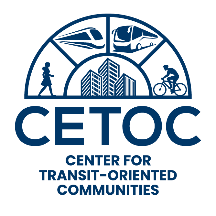 CETOC
CENTER FOR
TRANSIT-ORIENTED
COMMUNITIES